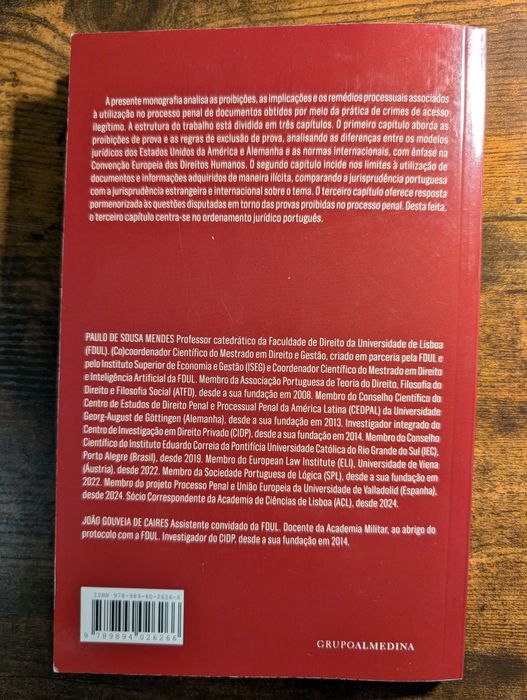 A presente monografia analisa as proibições, as implicações e os remédios processuais associados
à utilização no processo penal de documentos obtidos por meio da prática de crimes de acesso
ilegítimo. A estrutura do trabalho está dividida em três capítulos. O primeiro capítulo aborda as
proibições de prova e as regras de exclusão de prova, analisando as diferenças entre os modelos
jurídicos dos Estados Unidos da América e Alemanha e as normas internacionais, com ênfase na
Convenção Europeia dos Direitos Humanos. O segundo capítulo incide nos limites à utilização de
documentos e informações adquiridos de maneira ilícita, comparando a jurisprudência portuguesa
com a jurisprudência estrangeira e internacional sobre o tema. O terceiro capítulo oferece resposta
pormenorizada às questões disputadas em torno das provas proibidas no processo penal. Desta feita,
o terceiro capítulo centra-se no ordenamento jurídico português.
PAULO DE SOUSA MENDES Professor catedrático da Faculdade de Direito da Universidade de Lisboa
(FDUL). (Co)coordenador Científico do Mestrado em Direito e Gestão, criado em parceria pela FDUL e
pelo Instituto Superior de Economia e Gestão (ISEG) e Coordenador Científico do Mestrado em Direito
e Inteligência Artificial da FDUL. Membro da Associação Portuguesa de Teoria do Direito, Filosofia do
Direito e Filosofia Social (ATFD), desde a sua fundação em 2008. Membro do Conselho Científico do
Centro de Estudos de Direito Penal e Processual Penal da América Latina (CEDPAL) da Universidade
Georg-August de Göttingen (Alemanha), desde a sua fundação em 2013. Investigador integrado do
Centro de Investigação em Direito Privado (CIDP), desde a sua fundação em 2014. Membro do Conselho
Científico do Instituto Eduardo Correia da Pontifícia Universidade Católica do Rio Grande do Sul (IEC),
Porto Alegre (Brasil), desde 2019. Membro do European Law Institute (ELI), Universidade de Viena
(Áustria), desde 2022. Membro da Sociedade Portuguesa de Lógica (SPL), desde a sua fundação em
2022. Membro do projeto Processo Penal e União Europeia da Universidade de Valladolid (Espanha),
desde 2024. Sócio Correspondente da Academia de Ciências de Lisboa (ACL), desde 2024.
JOÃO GOUVEIA DE CAIRES Assistente convidado da FDUL. Docente da Academia Militar, ao abrigo do
protocolo com a FDUL. Investigador do CIDP, desde a sua fundação em 2014.
ISBN 978-989-40-2626-6
9 789894 026266
GRUPOALMEDINA